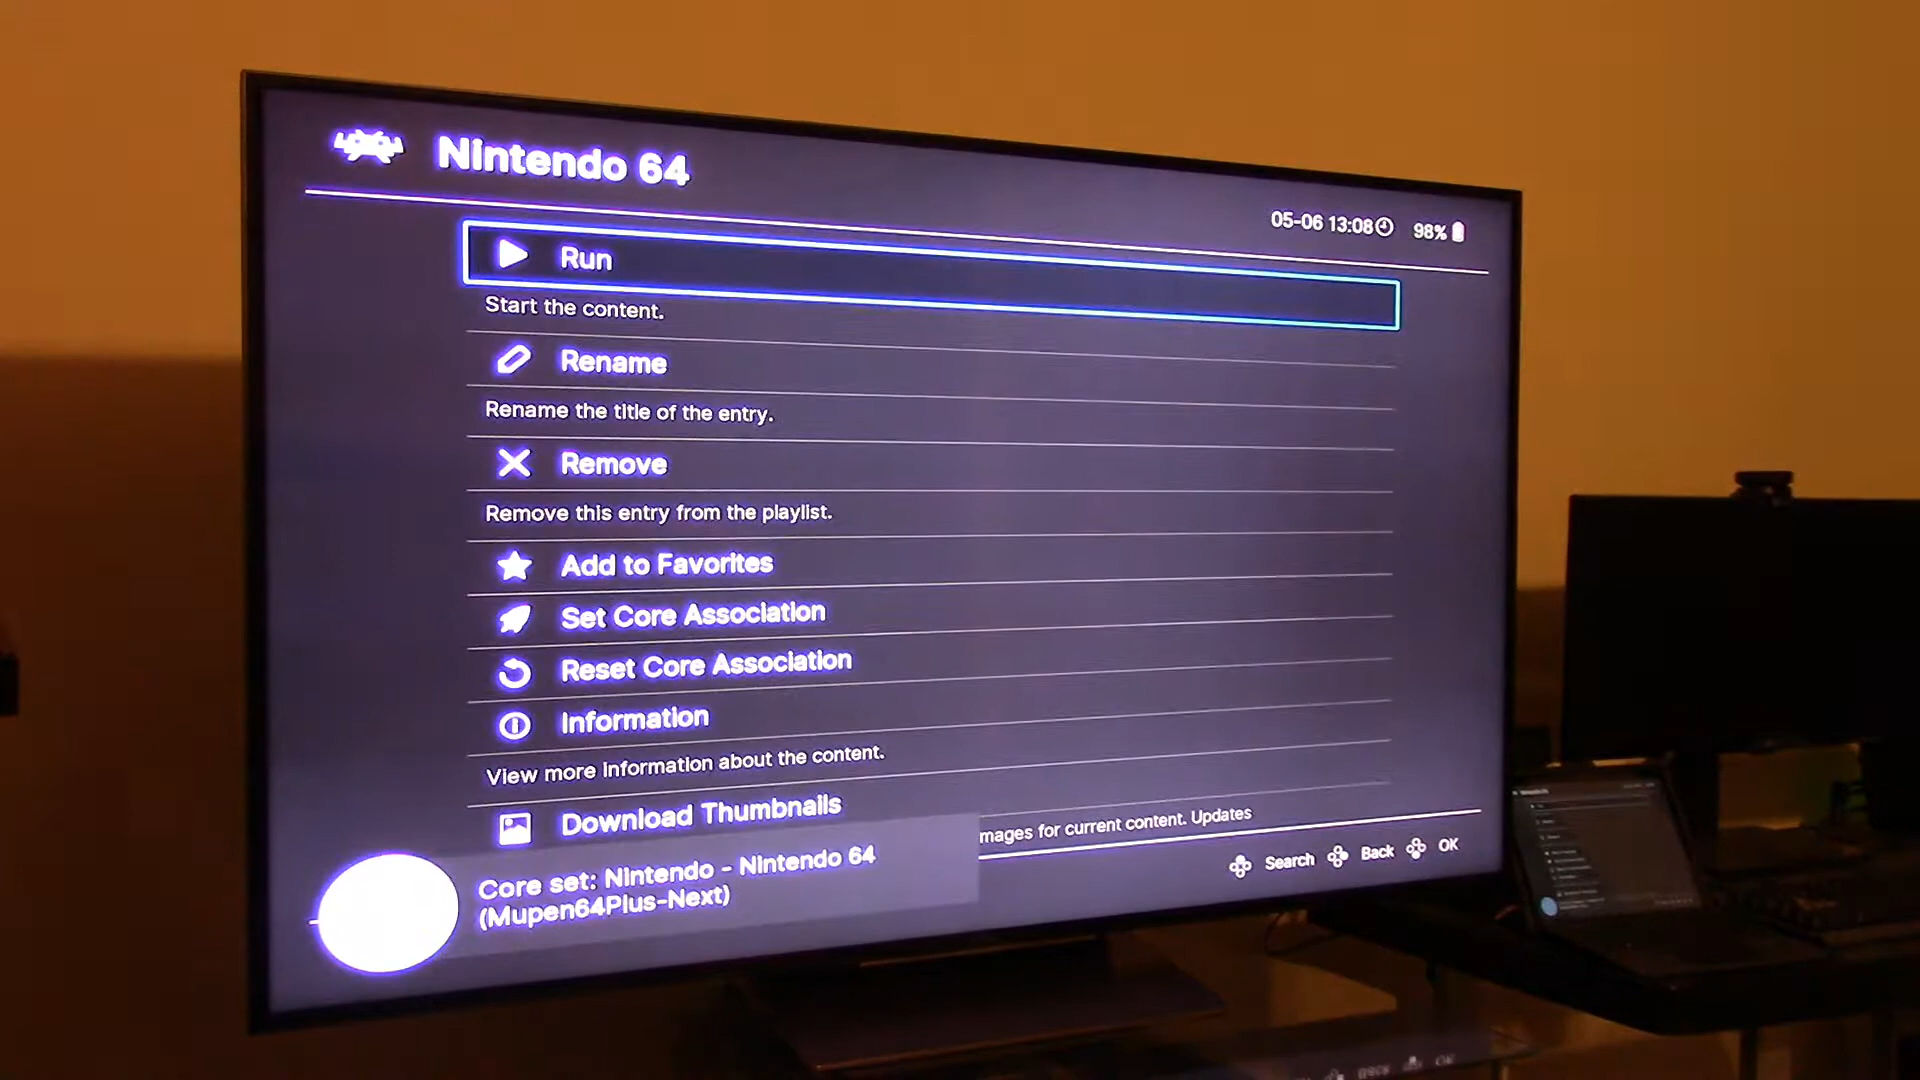 Nintendo 64
05-06 13:08 98%
Run
Start the content.
Rename
Rename the title of the entry.
Remove
Remove this entry from the playlist.
Add to Favorites
Set Core Association
Reset Core Association
Information
View more information about the content.
Download Thumbnails
mages for current content. Updates
Core set: Nintendo - Nintendo 64
(Mupen64Plus-Next)
Search Back OK